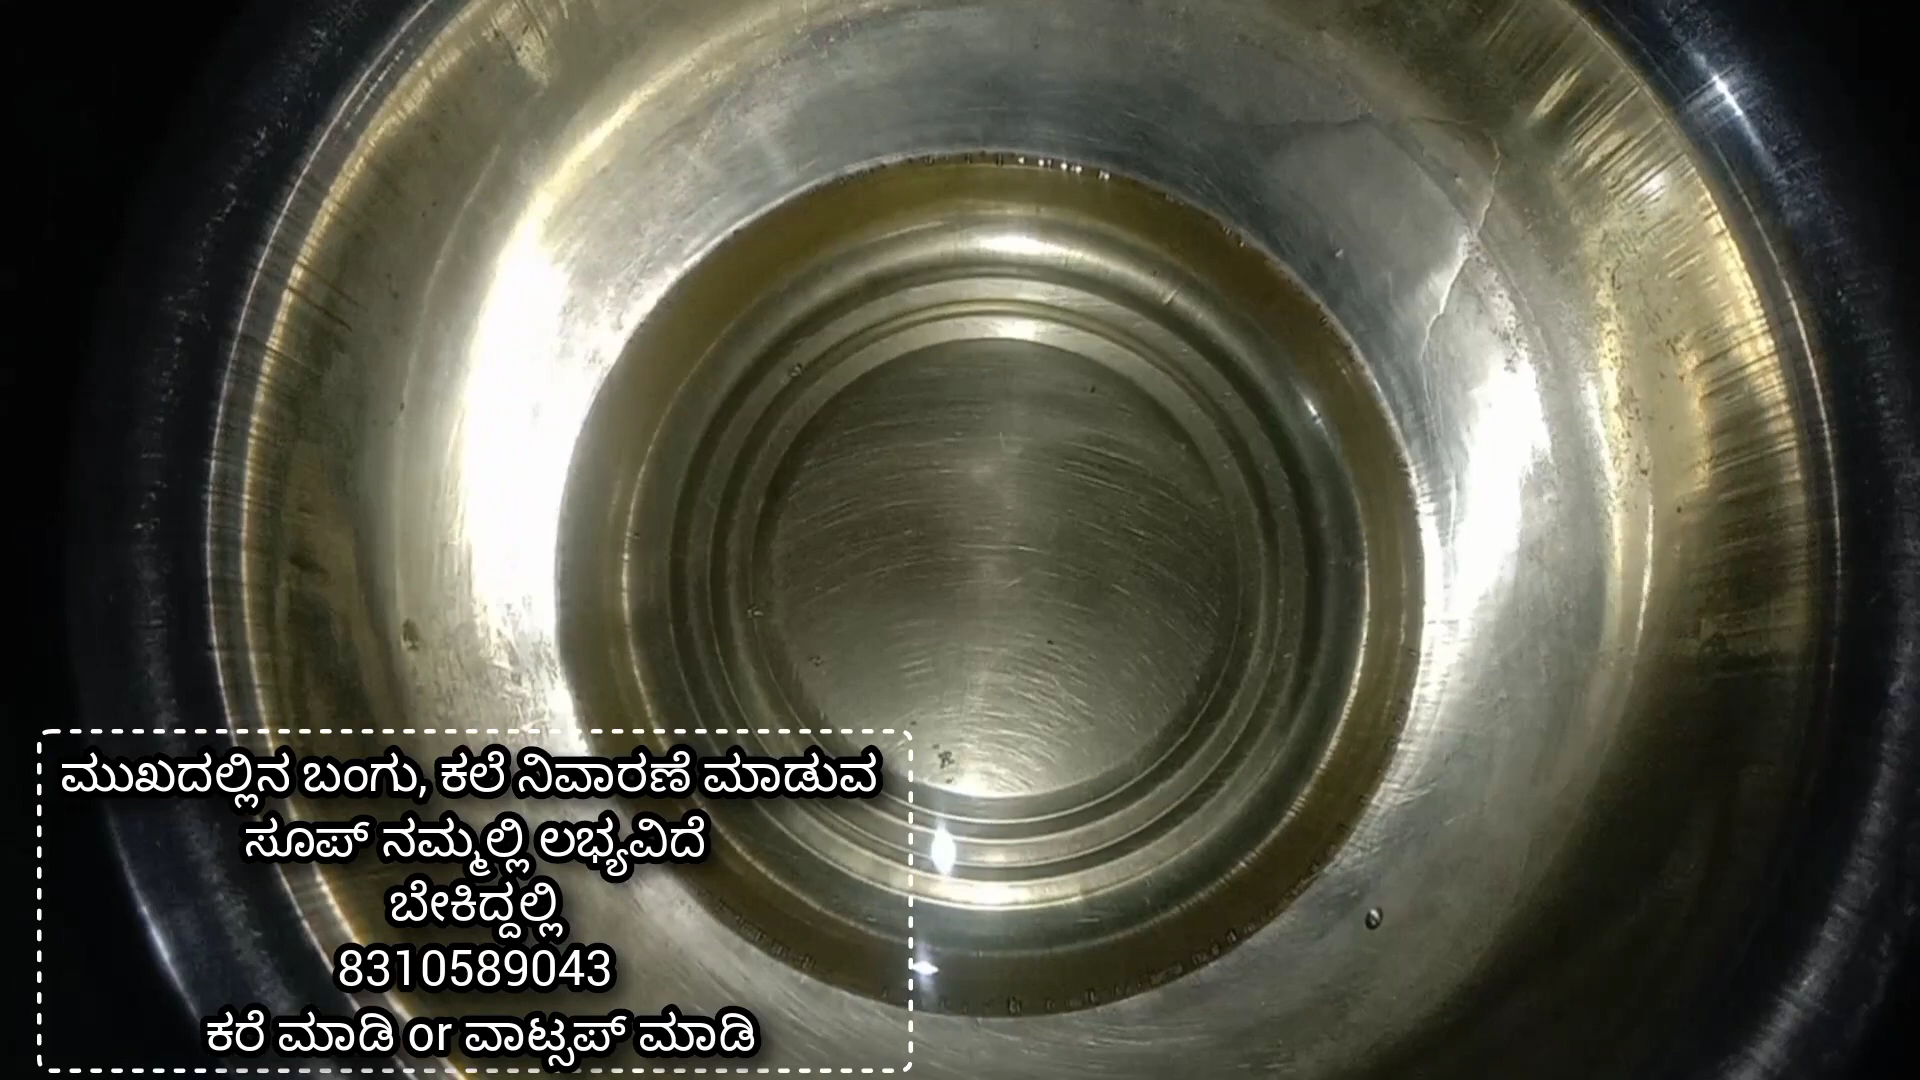 ಮುಖದಲ್ಲಿನ ಬಂಗು, ಕಲೆ ನಿವಾರಣೆ ಮಾಡುವ
ಸೂಪ್ ನಮ್ಮಲ್ಲಿ ಲಭ್ಯವಿದೆ
ಬೇಕಿದ್ದಲ್ಲಿ
8310589043
ಕರೆ ಮಾಡಿ or ವಾಟ್ಸಪ್ ಮಾಡಿ